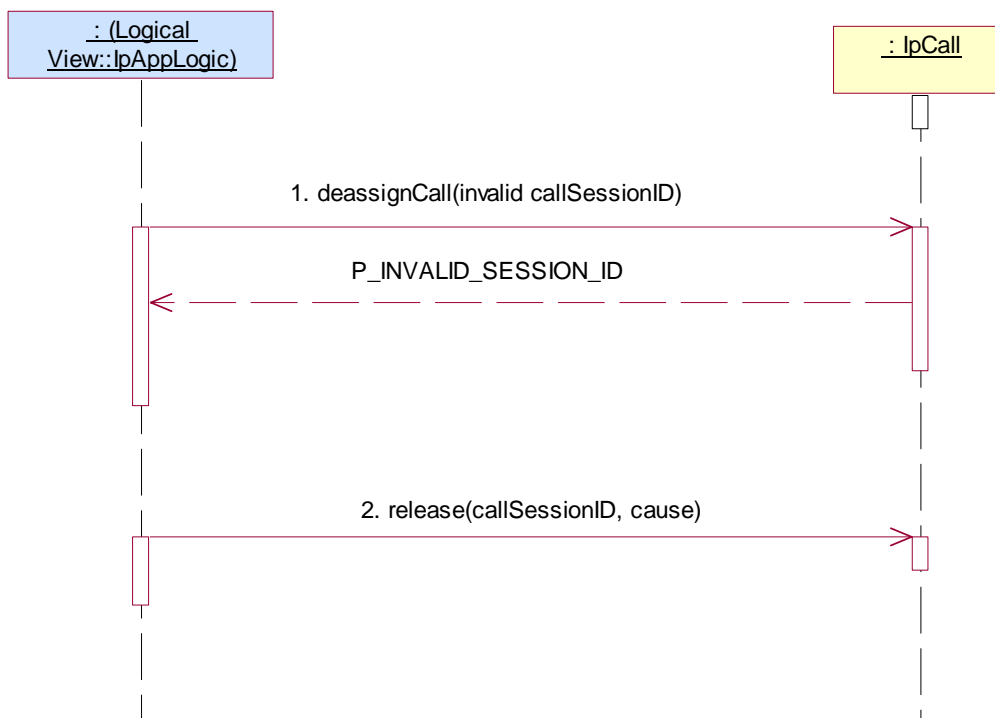 : (Logical
View::IpAppLogic)
: IpCall
1. deassignCall(invalid callSessionID)
P_INVALID_SESSION_ID
2. release(callSessionID, cause)